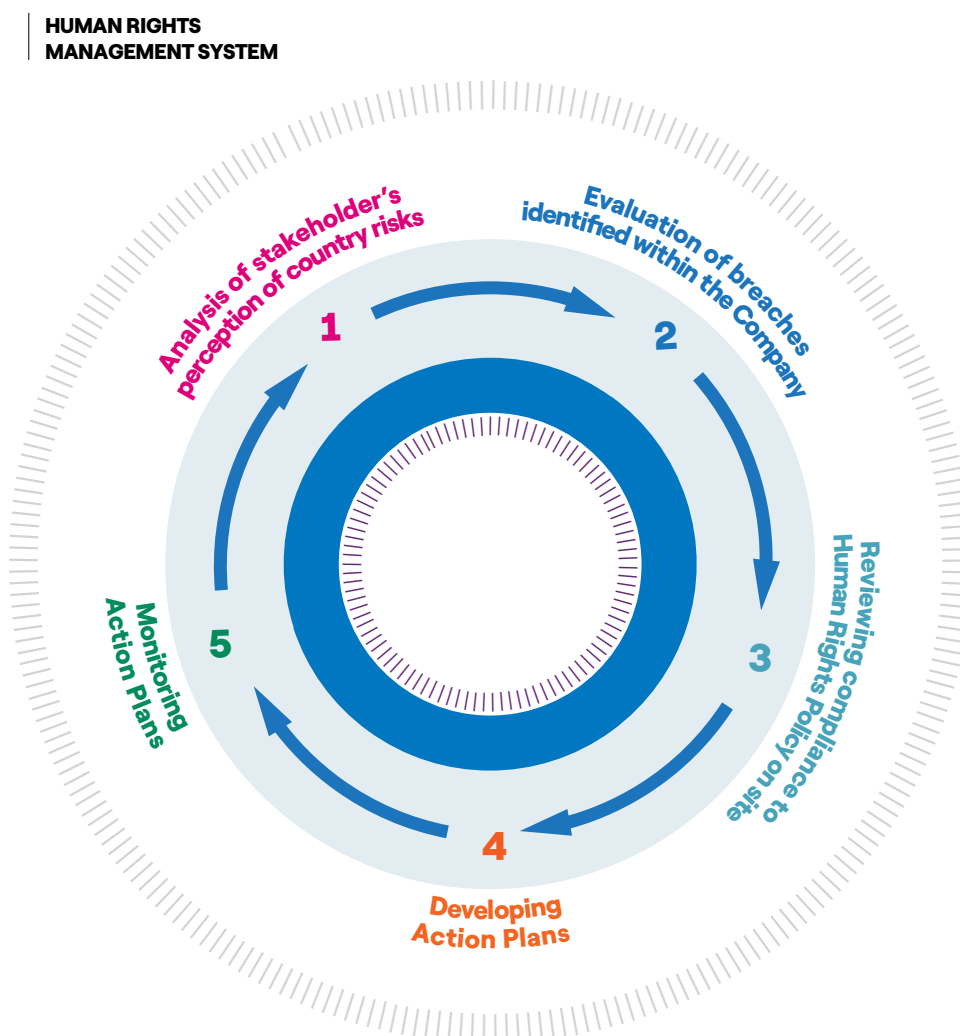 HUMAN RIGHTS
MANAGEMENT SYSTEM
Analysis of stakeholder's
perception of country risks
1
Evaluation of breaches
identified within the Company
2
Reviewing compliance to
Human Rights Policy on site
3
4
Developing
Action Plans
5
Monitoring
Action Plans